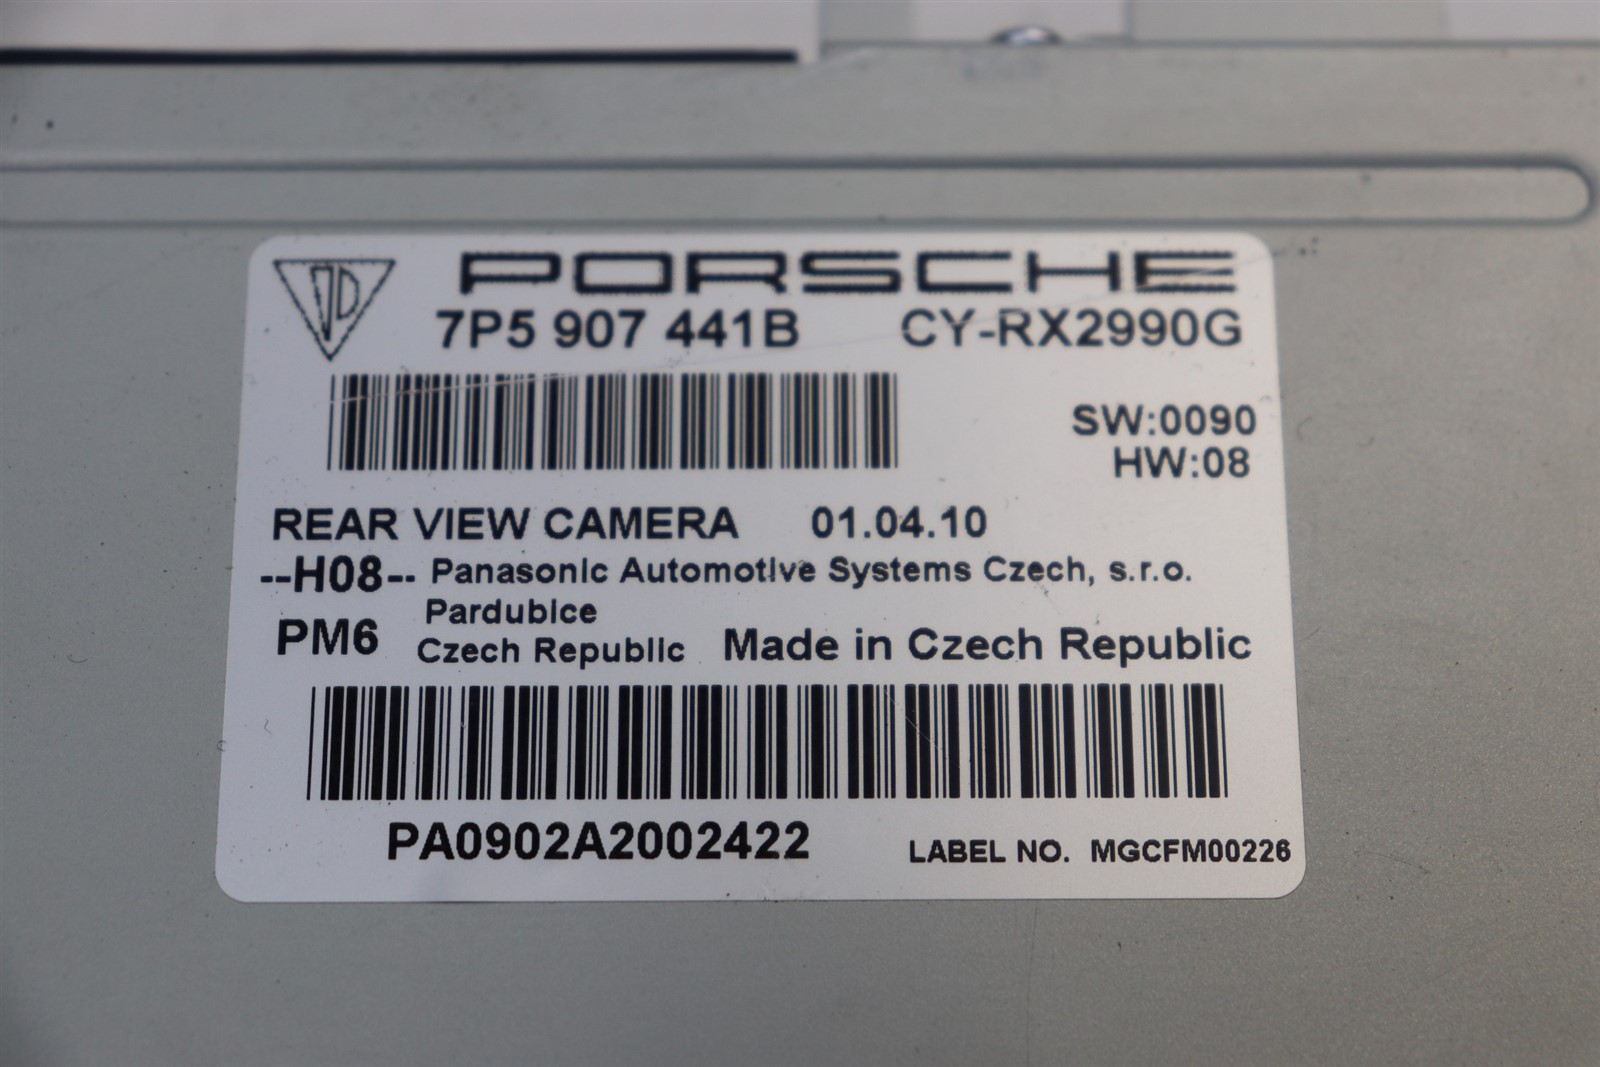 PORSCHE
7P5 907 441B CY-RX2990G
SW:0090
HW:08
REAR VIEW CAMERA 01.04.10
--H08-- Panasonic Automotive Systems Czech, s.r.o.
Pardubice
PM6 Czech Republic Made in Czech Republic
PA0902A2002422 LABEL NO. MGCFM00226